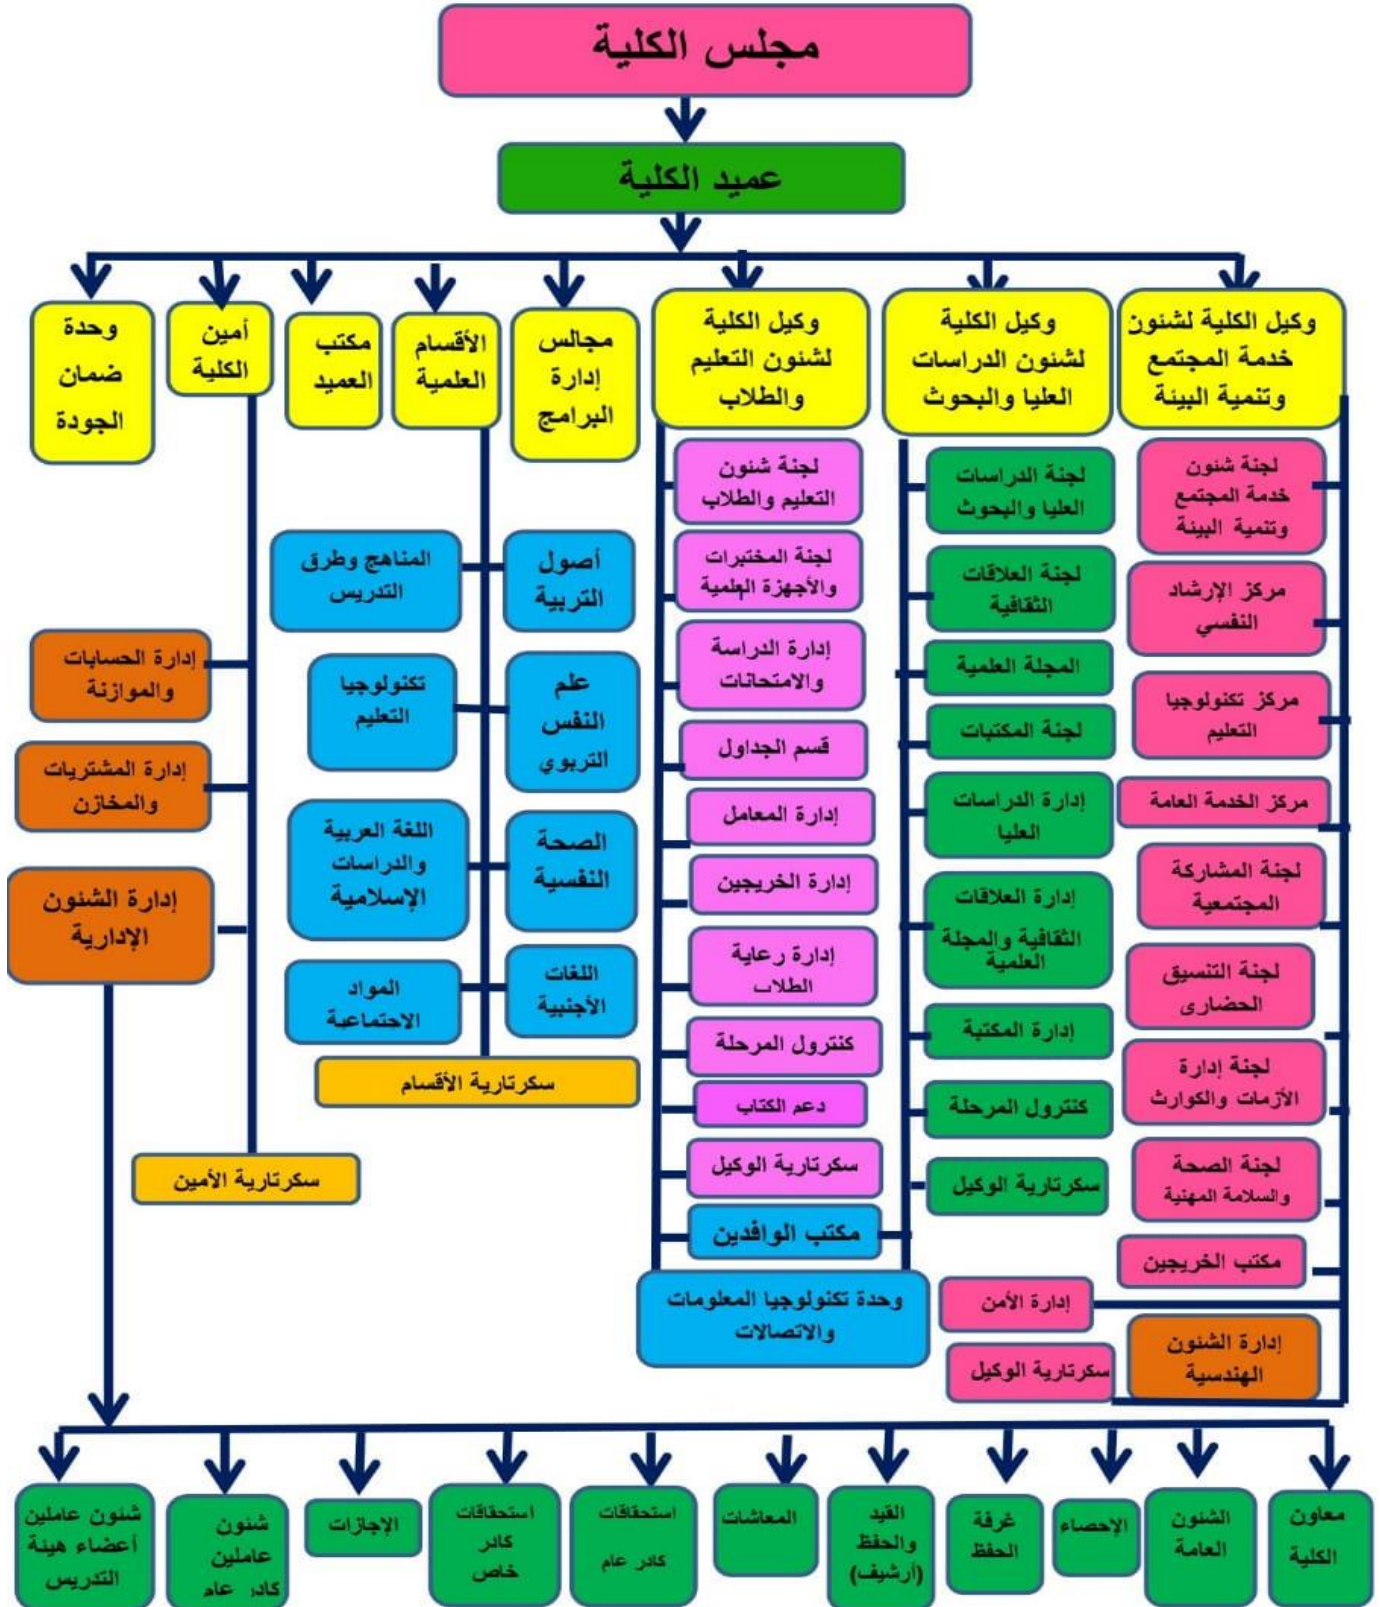 مجلس الكلية
عميد الكلية
وكيل الكلية لشئون
خدمة المجتمع
وتنمية البيئة
وكيل الكلية
لشئون الدراسات
العليا والبحوث
وكيل الكلية
لشئون التعليم
والطلاب
مجالس
إدارة
البرامج
الأقسام
العلمية
مكتب
العميد
أمين
الكلية
وحدة
ضمان
الجودة
لجنة شئون
خدمة المجتمع
وتنمية البيئة
مركز الإرشاد
النفسي
مركز تكنولوجيا
التعليم
مركز الخدمة العامة
لجنة المشاركة
المجتمعية
لجنة التنسيق
الحضارى
لجنة إدارة
الأزمات والكوارث
لجنة الصحة
والسلامة المهنية
مكتب الخريجين
إدارة الأمن
إدارة الشئون
الهندسية
سكرتارية الوكيل
لجنة الدراسات
العليا والبحوث
لجنة العلاقات
الثقافية
المجلة العلمية
لجنة المكتبات
إدارة الدراسات
العليا
إدارة العلاقات
الثقافية والمجلة
العلمية
إدارة المكتبة
كنترول المرحلة
سكرتارية الوكيل
لجنة شئون
التعليم والطلاب
لجنة المختبرات
والأجهزة العلمية
إدارة الدراسة
والامتحانات
قسم الجداول
إدارة المعامل
إدارة الخريجين
إدارة رعاية
الطلاب
كنترول المرحلة
دعم الكتاب
سكرتارية الوكيل
مكتب الوافدين
وحدة تكنولوجيا المعلومات
والاتصالات
أصول
التربية
المناهج وطرق
التدريس
علم
النفس
التربوي
تكنولوجيا
التعليم
الصحة
النفسية
اللغة العربية
والدراسات
الإسلامية
اللغات
الأجنبية
المواد
الاجتماعية
سكرتارية الأقسام
إدارة الحسابات
والموازنة
إدارة المشتريات
والمخازن
إدارة الشئون
الإدارية
سكرتارية الأمين
معاون
الكلية
الشئون
العامة
الإحصاء
غرفة
الحفظ
القيد
والحفظ
(أرشيف)
المعاشات
استحقاقات
كادر عام
استحقاقات
كادر
خاص
الإجازات
شئون
عاملين
كادر عام
شئون عاملين
أعضاء هيئة
التدريس